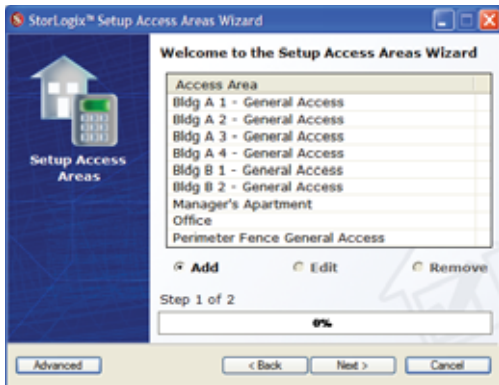 StorLogix™ Setup Access Areas Wizard
Welcome to the Setup Access Areas Wizard
Access Area
Bldg A 1 - General Access
Bldg A 2 - General Access
Bldg A 3 - General Access
Bldg A 4 - General Access
Bldg B 1 - General Access
Bldg B 2 - General Access
Manager's Apartment
Office
Perimeter Fence General Access
Setup Access
Areas
Add Edit Remove
Step 1 of 2
0%
Advanced < Back Next > Cancel